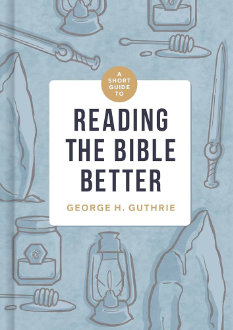 A
SHORT
GUIDE
TO
READING
THE BIBLE
BETTER
GEORGE H. GUTHRIE